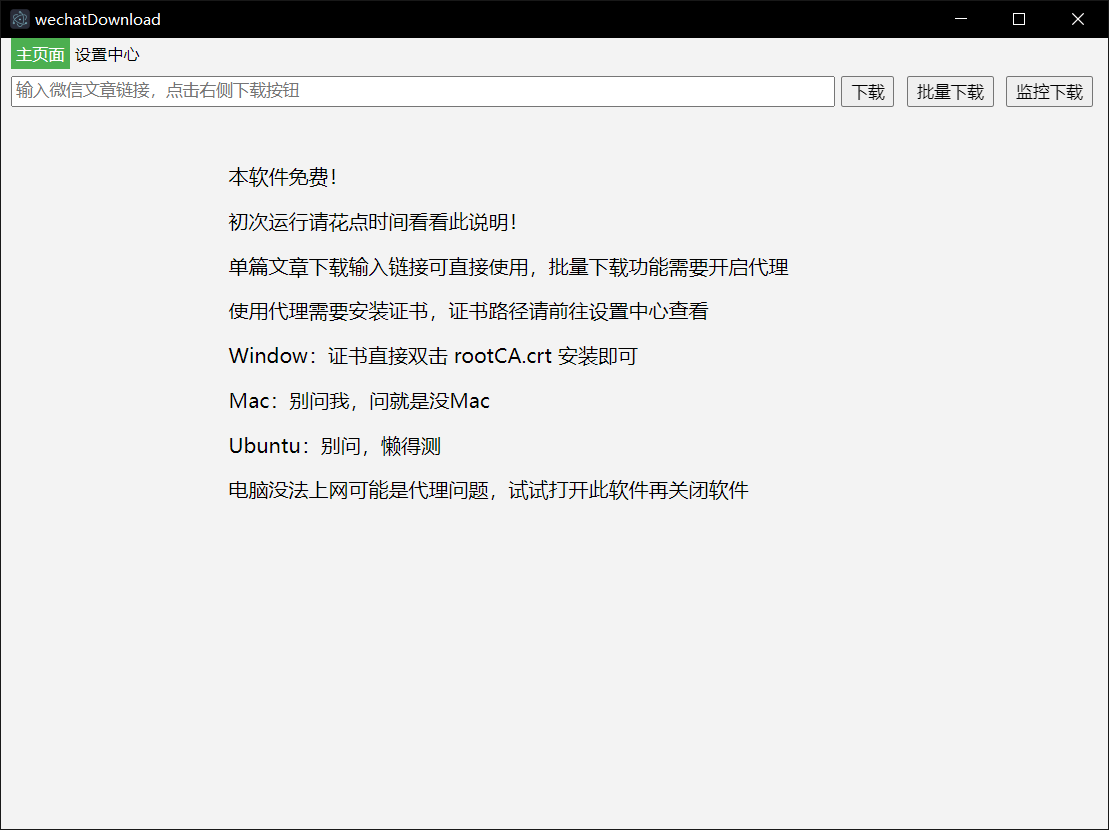 wechatDownload
主页面 设置中心
输入微信文章链接，点击右侧下载按钮 下载 批量下载 监控下载
本软件免费！
初次运行请花点时间看看此说明！
单篇文章下载输入链接可直接使用，批量下载功能需要开启代理
使用代理需要安装证书，证书路径请前往设置中心查看
Window：证书直接双击 rootCA.crt 安装即可
Mac：别问我，问就是没Mac
Ubuntu：别问，懒得测
电脑没法上网可能是代理问题，试试打开此软件再关闭软件